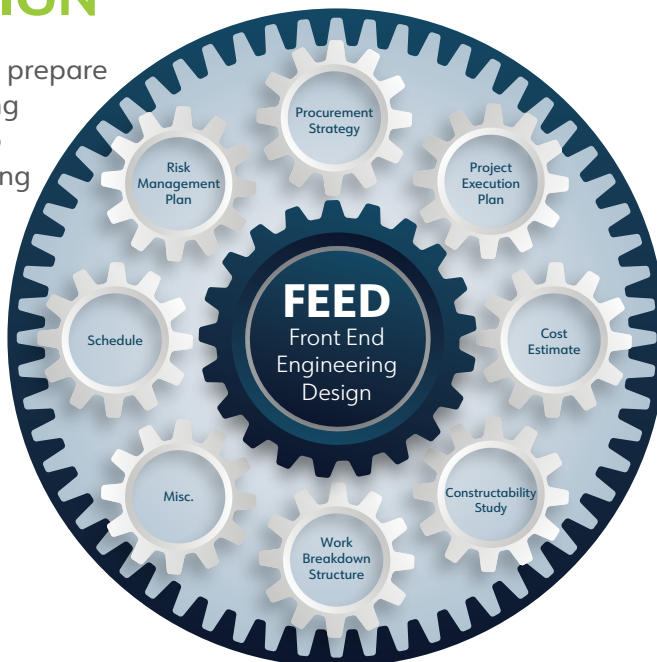 ION
prepare
ng
ing
Procurement
Strategy
Project
Execution
Plan
Cost
Estimate
Constructability
Study
Work
Breakdown
Structure
Misc.
Schedule
Risk
Management
Plan
FEED
Front End
Engineering
Design